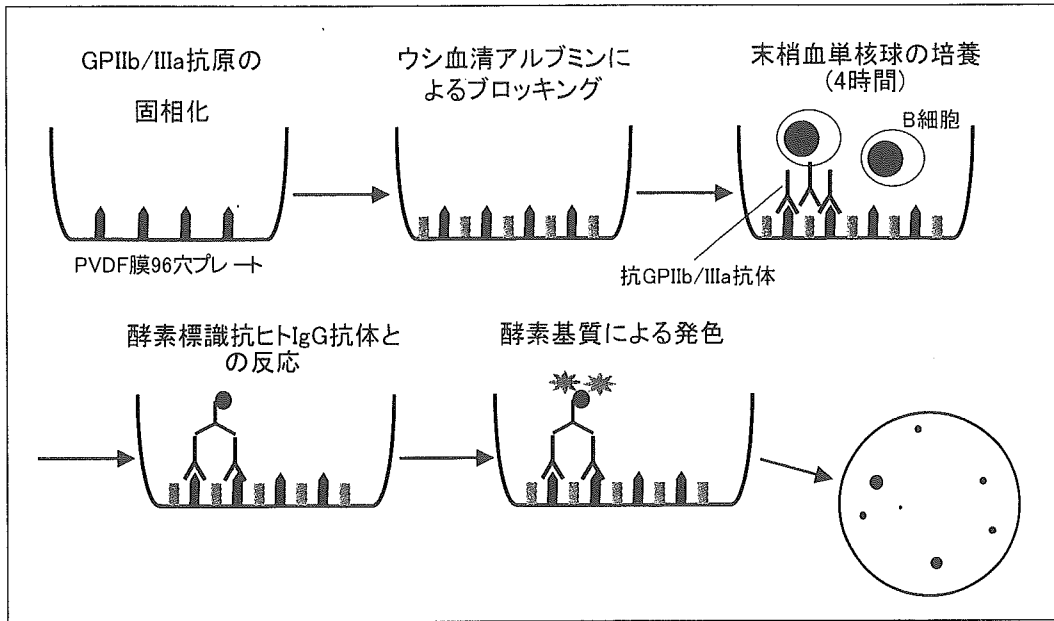 GPIIb/IIIa抗原の
固相化
ウシ血清アルブミンに
よるブロッキング
末梢血単核球の培養
(4時間)
B細胞
PVDF膜96穴プレート
抗GPIIb/IIIa抗体
酵素標識抗ヒトIgG抗体と
の反応
酵素基質による発色